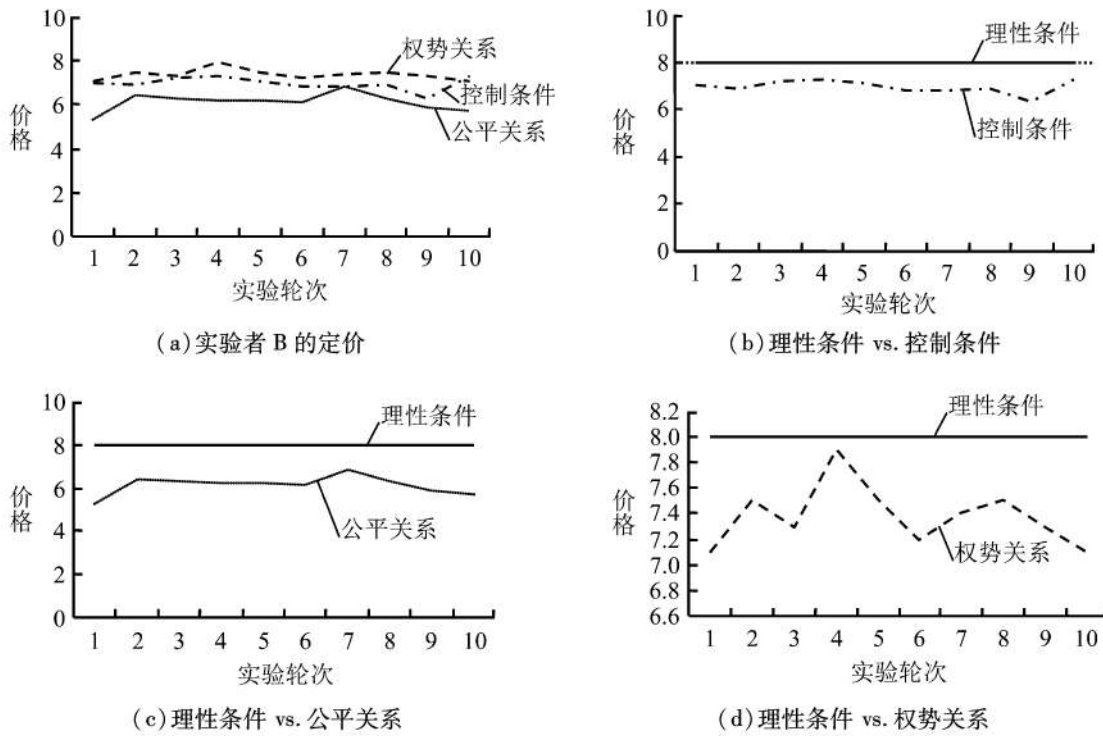 10
8
6
4
2
0
价格
权势关系
控制条件
公平关系
1 2 3 4 5 6 7 8 9 10
实验轮次
(a)实验者 B 的定价
10
8
6
4
2
0
价格
理性条件
控制条件
1 2 3 4 5 6 7 8 9 10
实验轮次
(b)理性条件 vs. 控制条件
10
8
6
4
2
0
价格
理性条件
公平关系
1 2 3 4 5 6 7 8 9 10
实验轮次
(c)理性条件 vs. 公平关系
8.2
8.0
7.8
7.6
7.4
7.2
7.0
6.8
6.6
价格
理性条件
权势关系
1 2 3 4 5 6 7 8 9 10
实验轮次
(d)理性条件 vs. 权势关系